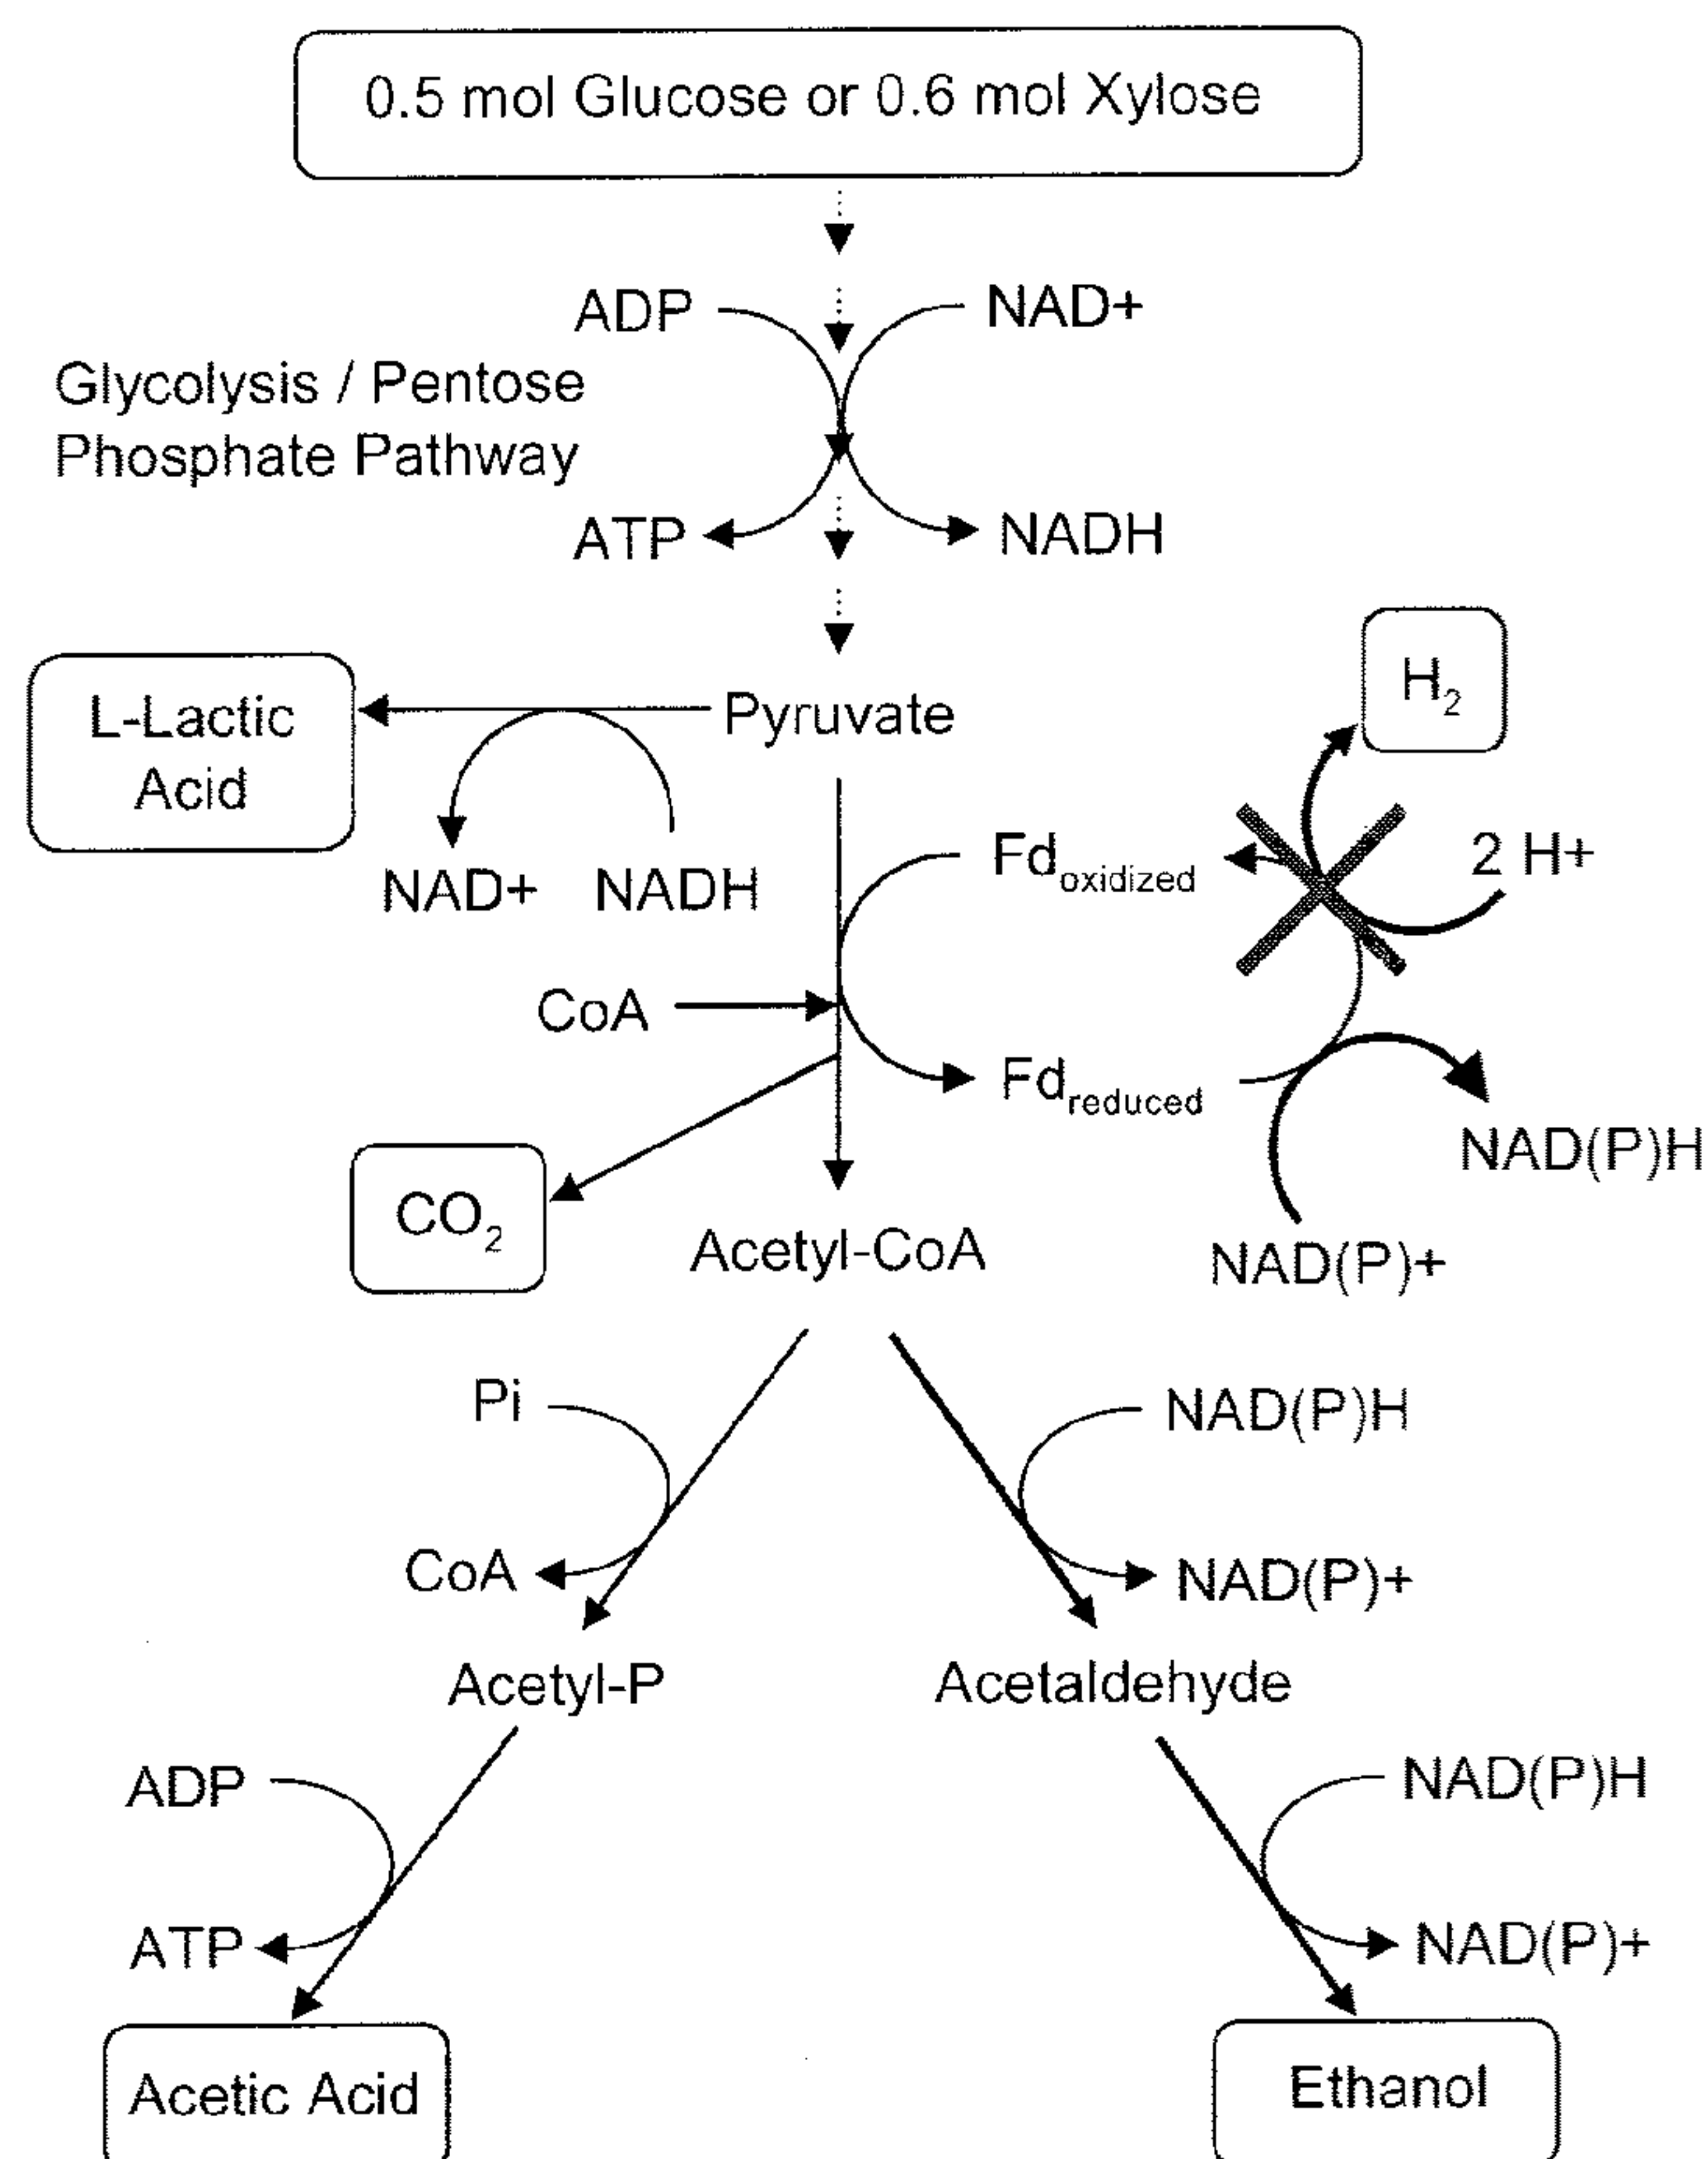 0.5 mol Glucose or 0.6 mol Xylose
ADP
NAD+
Glycolysis / Pentose
Phosphate Pathway
ATP
NADH
H2
L-Lactic
Acid
Pyruvate
NAD+
NADH
Fdoxidized
2 H+
CoA
Fdreduced
NAD(P)H
CO2
Acetyl-CoA
NAD(P)+
Pi
NAD(P)H
CoA
NAD(P)+
Acetyl-P
Acetaldehyde
ADP
NAD(P)H
ATP
NAD(P)+
Acetic Acid
Ethanol